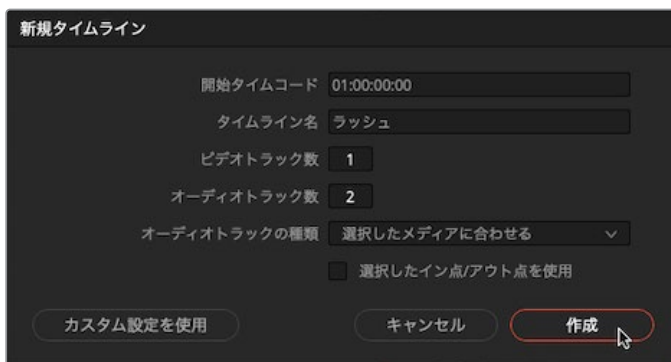 新規タイムライン
開始タイムコード 01:00:00:00
タイムライン名 ラッシュ
ビデオトラック数 1
オーディオトラック数 2
オーディオトラックの種類 選択したメディアに合わせる
選択したイン点/アウト点を使用
カスタム設定を使用 キャンセル 作成